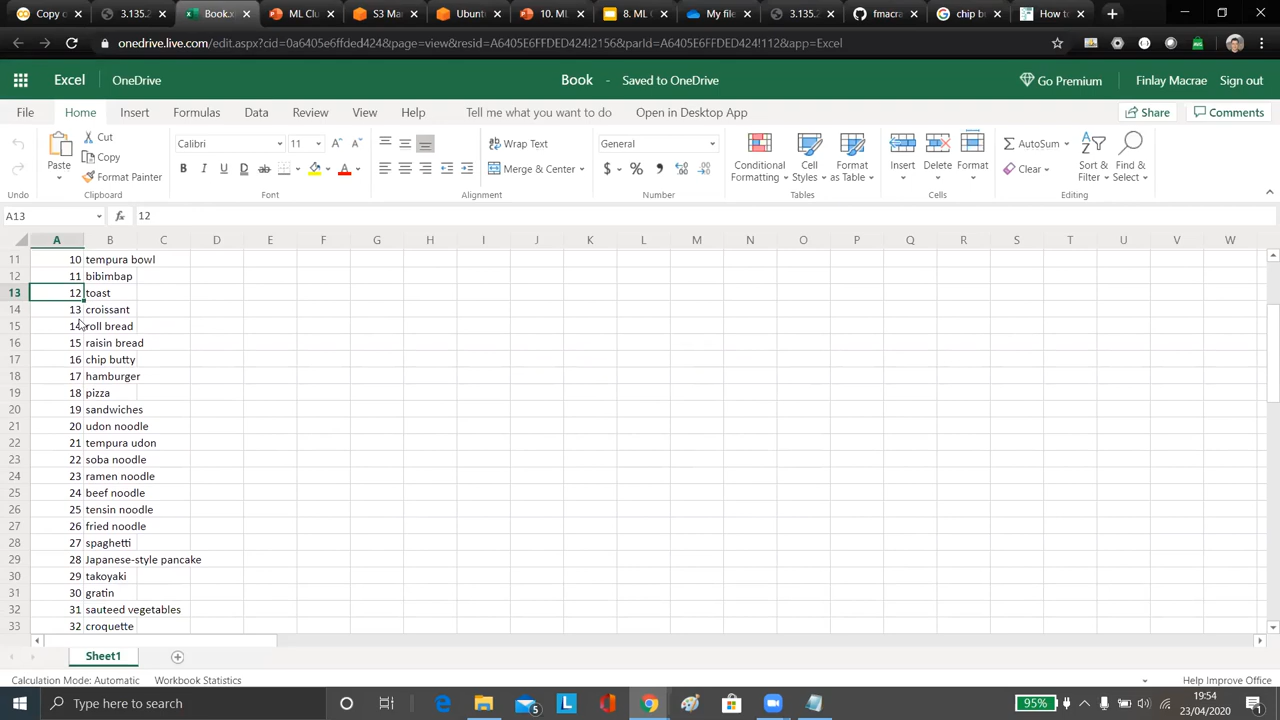 Copy o
3.135.2
Book.x
ML Clu
S3 Ma
Ubunt
10. ML
8. ML C
My file
3.135.2
fmacra
chip bu
How to
onedrive.live.com/edit.aspx?cid=0a6405e6ffded424&page=view&resid=A6405E6FFDED424!2156&parId=A6405E6FFDED424!112&app=Excel
Excel OneDrive Book - Saved to OneDrive Go Premium Finlay Macrae Sign out
File Home Insert Formulas Data Review View Help Tell me what you want to do Open in Desktop App Share Comments
Paste Cut Copy Format Painter
Calibri 11
Wrap Text
Merge & Center
General
Conditional Formatting
Cell Styles
Format as Table
Insert Delete Format
AutoSum
Clear
Sort & Filter
Find & Select
Undo Clipboard Font Alignment Number Tables Cells Editing
A13 12
A B C D E F G H I J K L M N O P Q R S T U V W
11 10 tempura bowl
12 11 bibimbap
13 12 toast
14 13 croissant
15 14 roll bread
16 15 raisin bread
17 16 chip butty
18 17 hamburger
19 18 pizza
20 19 sandwiches
21 20 udon noodle
22 21 tempura udon
23 22 soba noodle
24 23 ramen noodle
25 24 beef noodle
26 25 tensin noodle
27 26 fried noodle
28 27 spaghetti
29 28 Japanese-style pancake
30 29 takoyaki
31 30 gratin
32 31 sauteed vegetables
33 32 croquette
Sheet1
Calculation Mode: Automatic Workbook Statistics Help Improve Office
Type here to search 5 95% 19:54
23/04/2020 1